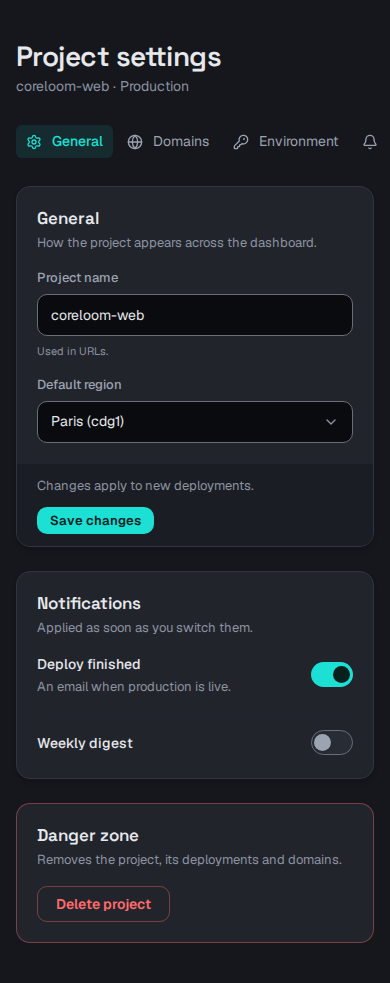 Project settings
coreloom-web · Production
General
Domains
Environment
General
How the project appears across the dashboard.
Project name
coreloom-web
Used in URLs.
Default region
Paris (cdg1)
Changes apply to new deployments.
Save changes
Notifications
Applied as soon as you switch them.
Deploy finished
An email when production is live.
Weekly digest
Danger zone
Removes the project, its deployments and domains.
Delete project